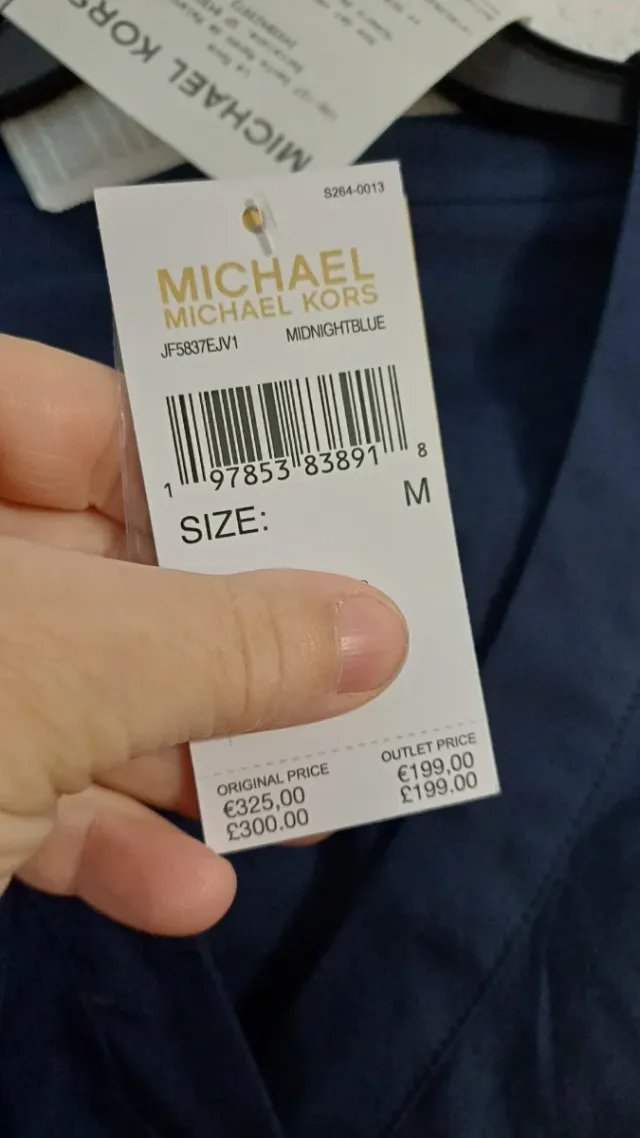 MICHAEL KORS
S264-0013
MICHAEL
MICHAEL KORS
JF5837EJV1 MIDNIGHTBLUE
1 97853 83891 8
SIZE: M
ORIGINAL PRICE OUTLET PRICE
€325,00 €199,00
£300.00 £199.00